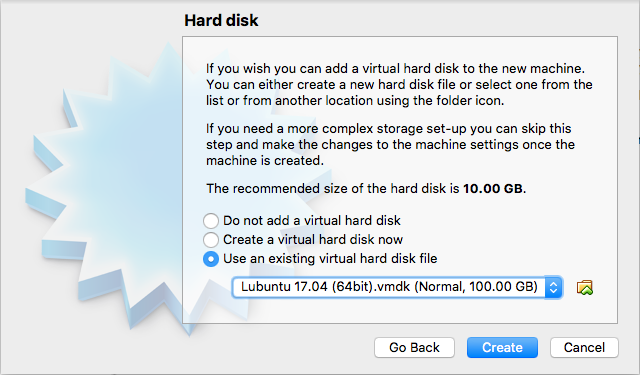 Hard disk
If you wish you can add a virtual hard disk to the new machine.
You can either create a new hard disk file or select one from the
list or from another location using the folder icon.
If you need a more complex storage set-up you can skip this
step and make the changes to the machine settings once the
machine is created.
The recommended size of the hard disk is 10.00 GB.
Do not add a virtual hard disk
Create a virtual hard disk now
Use an existing virtual hard disk file
Lubuntu 17.04 (64bit).vmdk (Normal, 100.00 GB)
Go Back
Create
Cancel